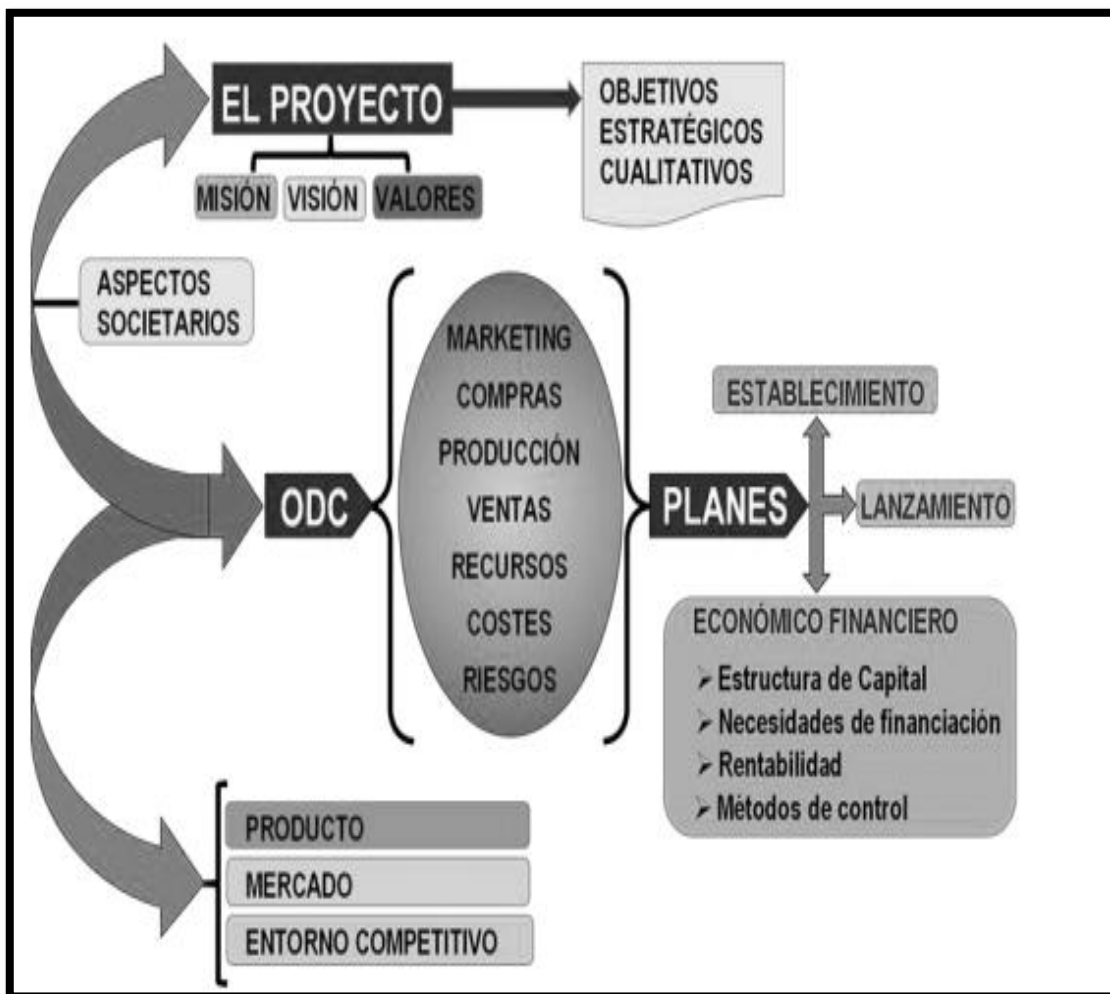 EL PROYECTO
OBJETIVOS
ESTRATÉGICOS
CUALITATIVOS
MISIÓN
VISIÓN
VALORES
ASPECTOS
SOCIETARIOS
ODC
MARKETING
COMPRAS
PRODUCCIÓN
VENTAS
RECURSOS
COSTES
RIESGOS
PLANES
ESTABLECIMIENTO
LANZAMIENTO
ECONÓMICO FINANCIERO
➤ Estructura de Capital
➤ Necesidades de financiación
➤ Rentabilidad
➤ Métodos de control
PRODUCTO
MERCADO
ENTORNO COMPETITIVO